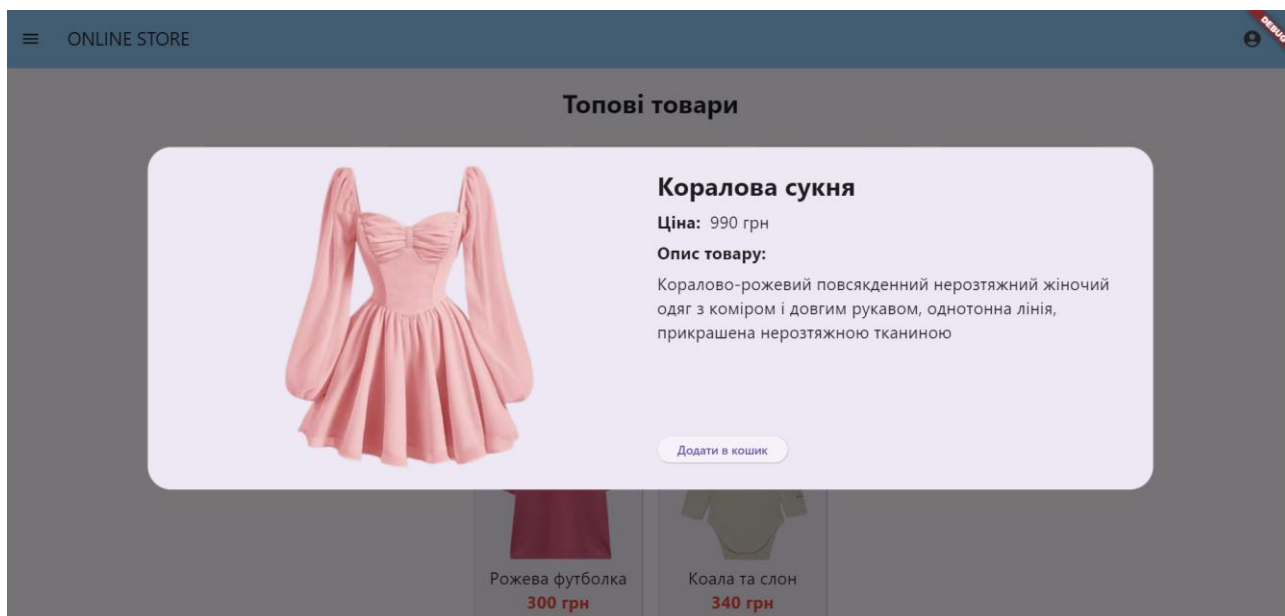 ONLINE STORE
DEBUG
Топові товари
Коралова сукня
Ціна: 990 грн
Опис товару:
Коралово-рожевий повсякденний нерозтяжний жіночий
одяг з коміром і довгим рукавом, однотонна лінія,
прикрашена нерозтяжною тканиною
Додати в кошик
Рожева футболка
300 грн
Коала та слон
340 грн